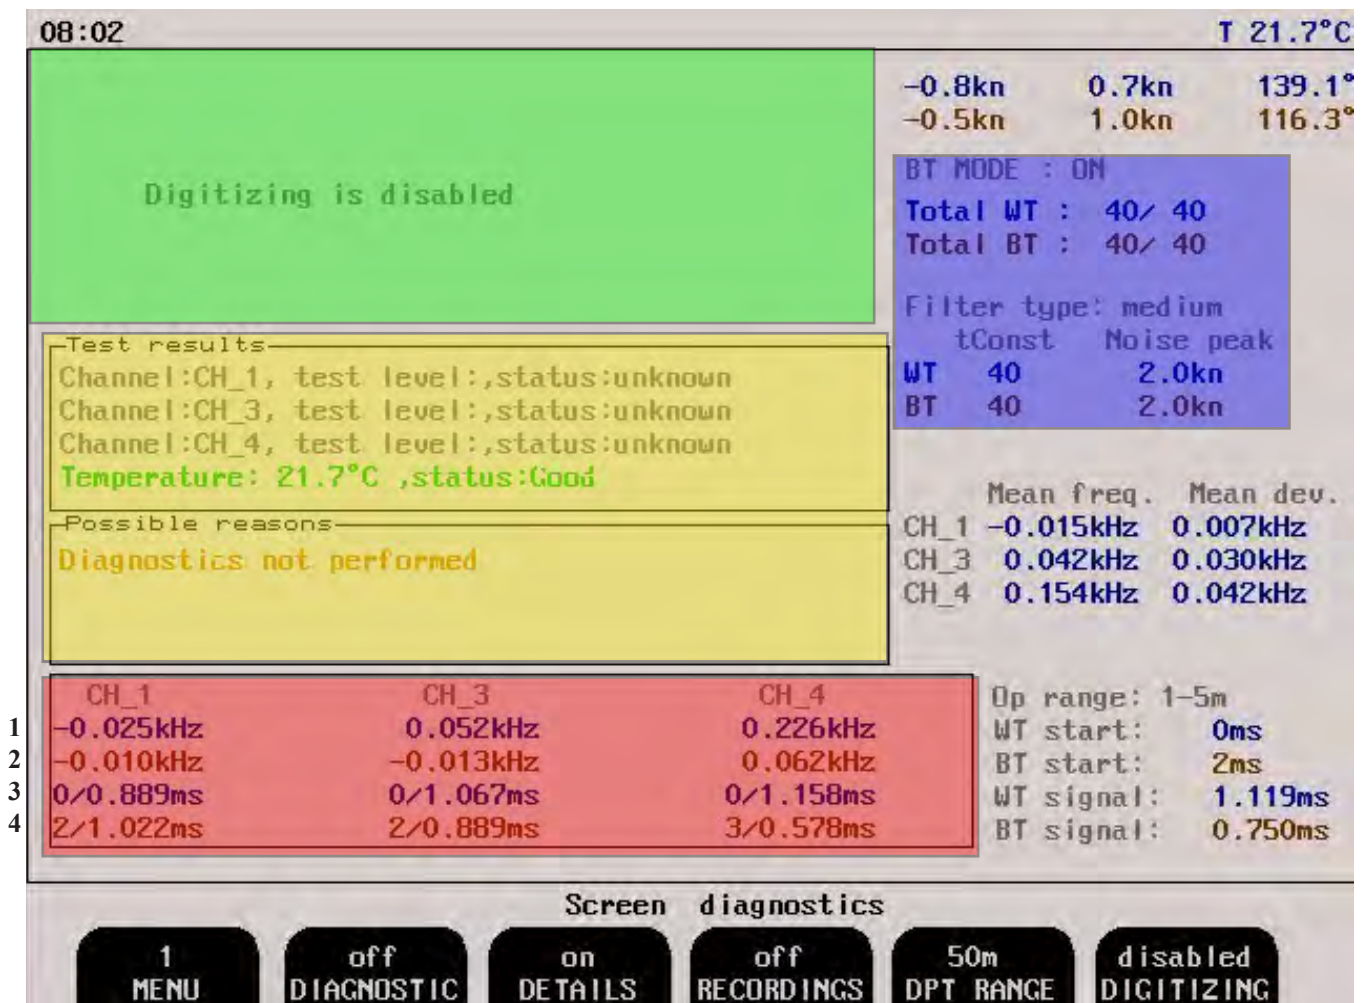 08:02 T 21.7°C
-0.8kn 0.7kn 139.1°
-0.5kn 1.0kn 116.3°
Digitizing is disabled
BT MODE : ON
Total WT : 40/ 40
Total BT : 40/ 40
Filter type: medium
tConst Noise peak
WT 40 2.0kn
BT 40 2.0kn
Test results
Channel:CH_1, test level:,status:unknown
Channel:CH_3, test level:,status:unknown
Channel:CH_4, test level:,status:unknown
Temperature: 21.7°C ,status:Good
Possible reasons
Diagnostics not performed
Mean freq. Mean dev.
CH_1 -0.015kHz 0.007kHz
CH_3 0.042kHz 0.030kHz
CH_4 0.154kHz 0.042kHz
CH_1 CH_3 CH_4
1 -0.025kHz 0.052kHz 0.226kHz
2 -0.010kHz -0.013kHz 0.062kHz
3 0/0.889ms 0/1.067ms 0/1.158ms
4 2/1.022ms 2/0.889ms 3/0.578ms
Op range: 1-5m
WT start: 0ms
BT start: 2ms
WT signal: 1.119ms
BT signal: 0.750ms
Screen diagnostics
1 off on off 50m disabled
MENU DIAGNOSTIC DETAILS RECORDINGS DPT RANGE DIGITIZING